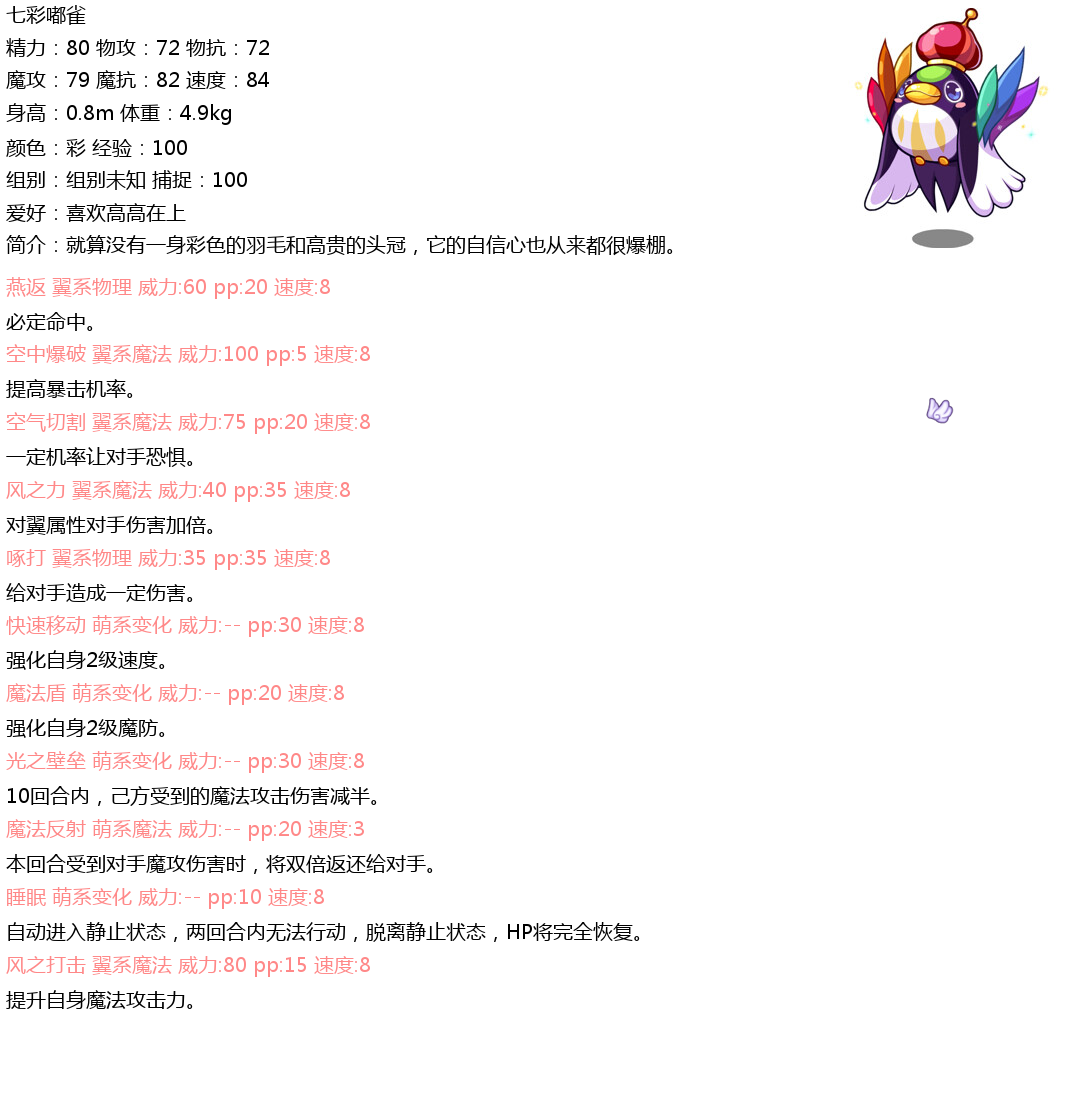 七彩嘟雀
精力：80 物攻：72 物抗：72
魔攻：79 魔抗：82 速度：84
身高：0.8m 体重：4.9kg
颜色：彩 经验：100
组别：组别未知 捕捉：100
爱好：喜欢高高在上
简介：就算没有一身彩色的羽毛和高贵的头冠，它的自信心也从来都很爆棚。
燕返 翼系物理 威力:60 pp:20 速度:8
必定命中。
空中爆破 翼系魔法 威力:100 pp:5 速度:8
提高暴击机率。
空气切割 翼系魔法 威力:75 pp:20 速度:8
一定机率让对手恐惧。
风之力 翼系魔法 威力:40 pp:35 速度:8
对翼属性对手伤害加倍。
啄打 翼系物理 威力:35 pp:35 速度:8
给对手造成一定伤害。
快速移动 萌系变化 威力:-- pp:30 速度:8
强化自身2级速度。
魔法盾 萌系变化 威力:-- pp:20 速度:8
强化自身2级魔防。
光之壁垒 萌系变化 威力:-- pp:30 速度:8
10回合内，己方受到的魔法攻击伤害减半。
魔法反射 萌系魔法 威力:-- pp:20 速度:3
本回合受到对手魔攻伤害时，将双倍返还给对手。
睡眠 萌系变化 威力:-- pp:10 速度:8
自动进入静止状态，两回合内无法行动，脱离静止状态，HP将完全恢复。
风之打击 翼系魔法 威力:80 pp:15 速度:8
提升自身魔法攻击力。